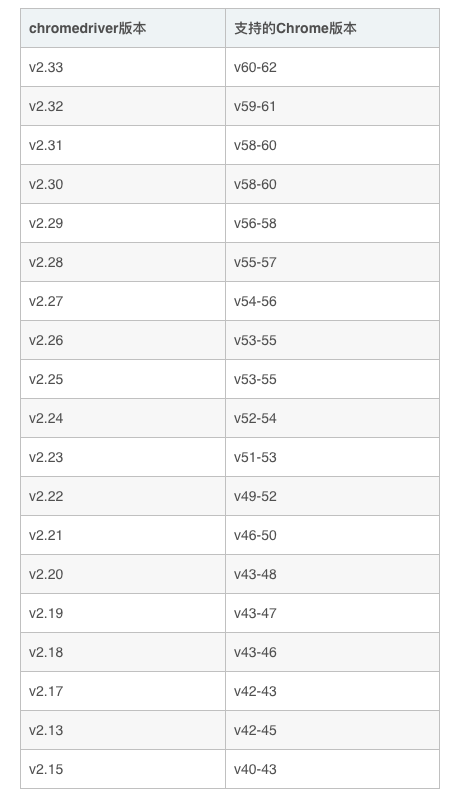 chromedriver版本 支持的Chrome版本
v2.33 v60-62
v2.32 v59-61
v2.31 v58-60
v2.30 v58-60
v2.29 v56-58
v2.28 v55-57
v2.27 v54-56
v2.26 v53-55
v2.25 v53-55
v2.24 v52-54
v2.23 v51-53
v2.22 v49-52
v2.21 v46-50
v2.20 v43-48
v2.19 v43-47
v2.18 v43-46
v2.17 v42-43
v2.13 v42-45
v2.15 v40-43